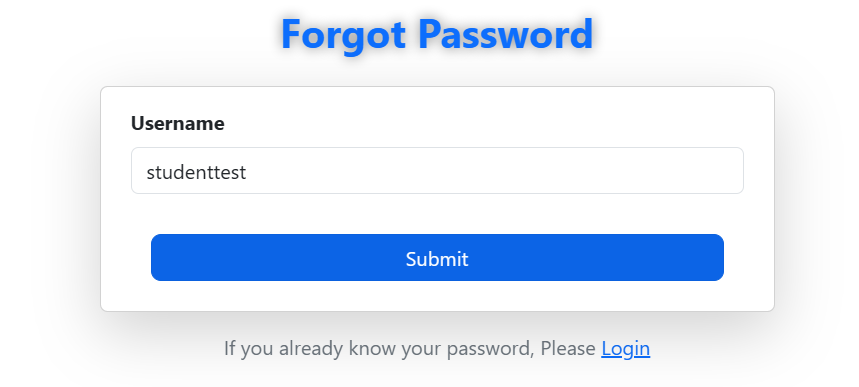 Forgot Password
Username
studenttest
Submit
If you already know your password, Please Login